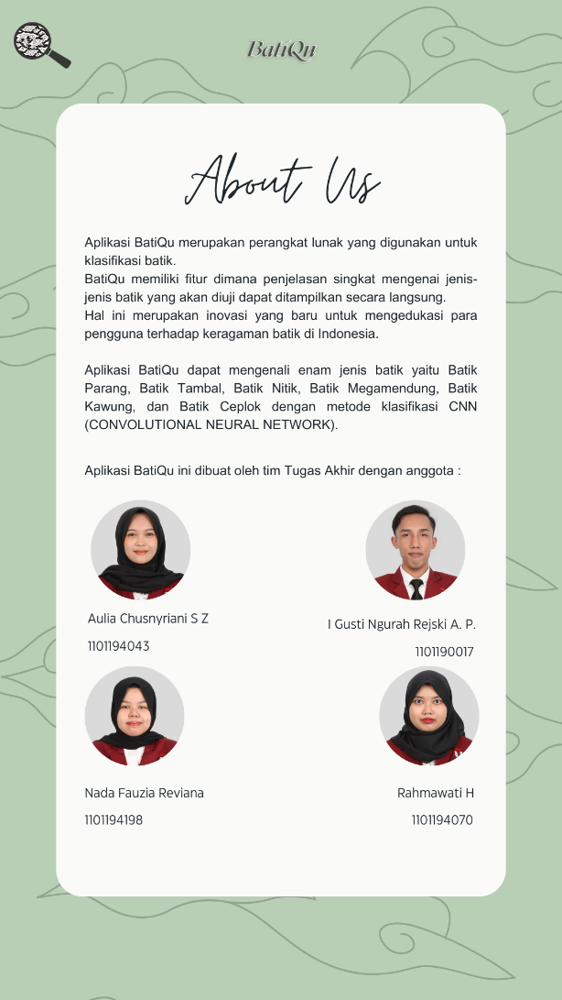 BatiQu
About Us
Aplikasi BatiQu merupakan perangkat lunak yang digunakan untuk
klasifikasi batik.
BatiQu memiliki fitur dimana penjelasan singkat mengenai jenis-
jenis batik yang akan diuji dapat ditampilkan secara langsung.
Hal ini merupakan inovasi yang baru untuk mengedukasi para
pengguna terhadap keragaman batik di Indonesia.
Aplikasi BatiQu dapat mengenali enam jenis batik yaitu Batik
Parang, Batik Tambal, Batik Nitik, Batik Megamendung, Batik
Kawung, dan Batik Ceplok dengan metode klasifikasi CNN
(CONVOLUTIONAL NEURAL NETWORK).
Aplikasi BatiQu ini dibuat oleh tim Tugas Akhir dengan anggota :
Aulia Chusnyriani S Z
1101194043
I Gusti Ngurah Rejski A. P.
1101190017
Nada Fauzia Reviana
1101194198
Rahmawati H
1101194070